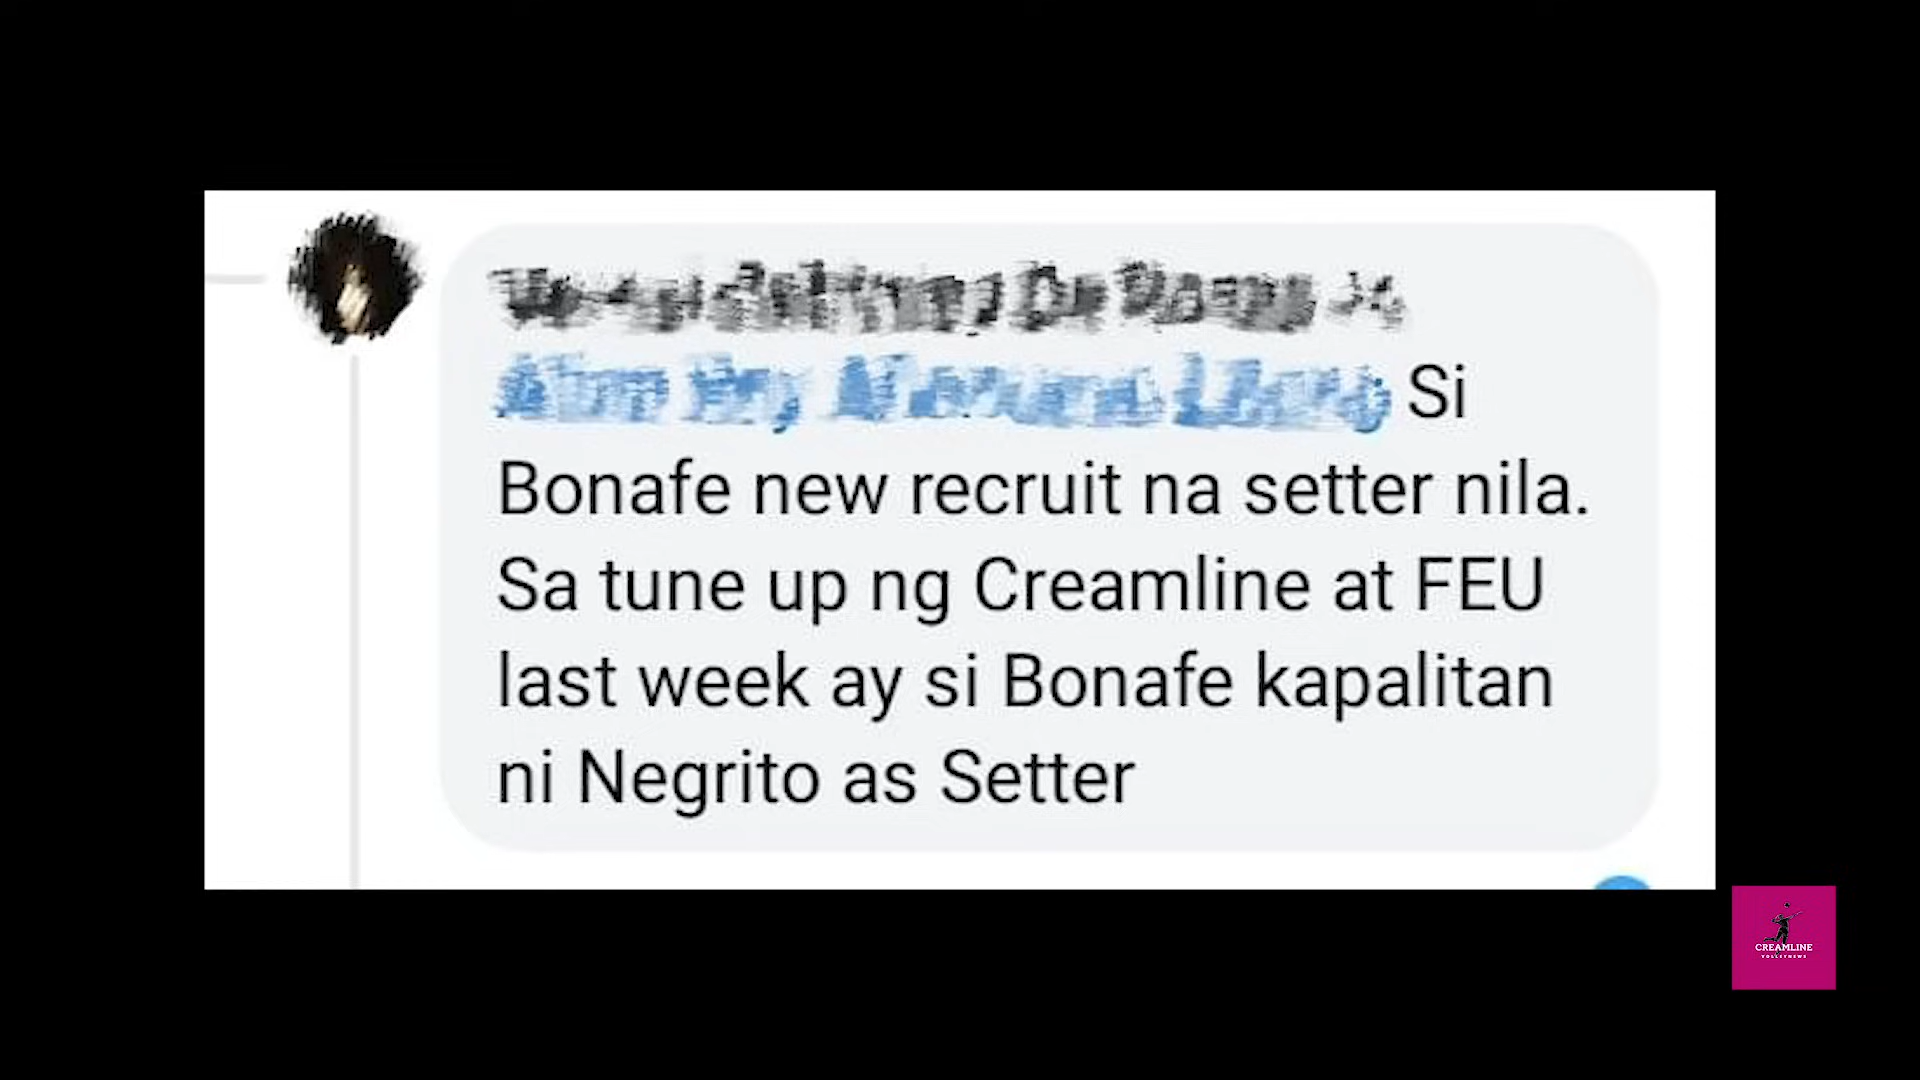 Si
Bonafe new recruit na setter nila.
Sa tune up ng Creamline at FEU
last week ay si Bonafe kapalitan
ni Negrito as Setter
CREAMLINE
VOLLEYNEWS